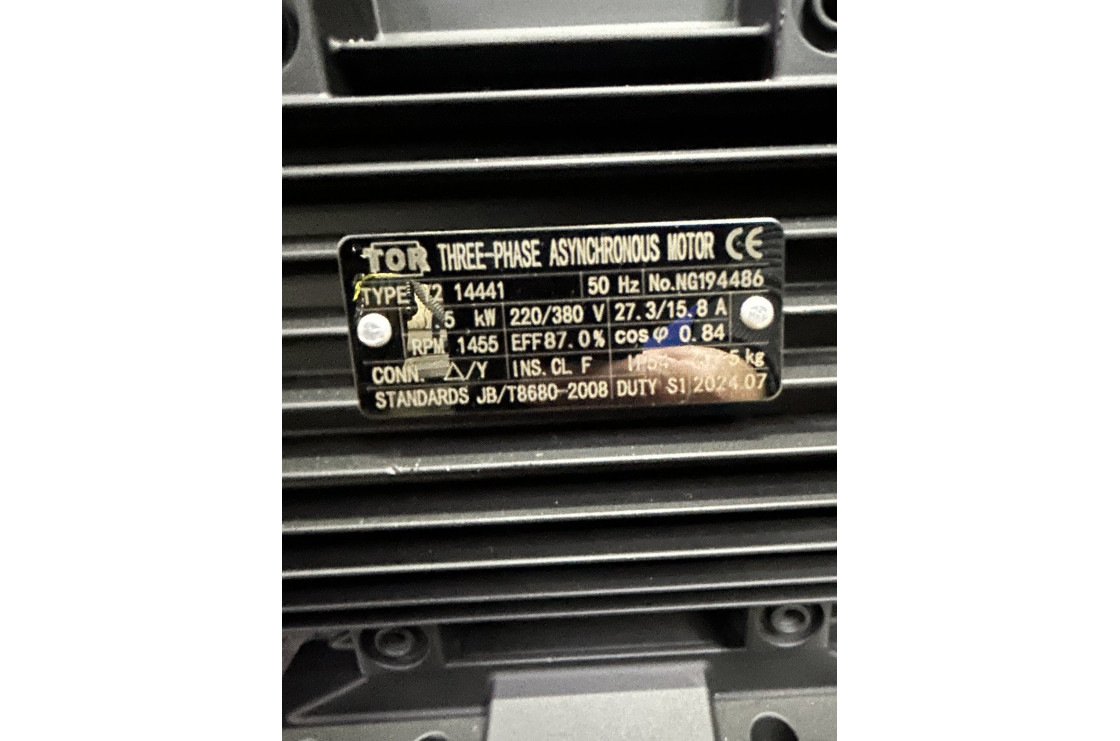 TOR THREE-PHASE ASYNCHRONOUS MOTOR CE
TYPE 14441 50 Hz No.NG194486
kW 220/380 V 27.3/15.8 A
RPM 1455 EFF87.0% cosφ 0.84
CONN. △/Y INS.CL F kg
STANDARDS JB/T8680-2008 DUTY S1 2024.07